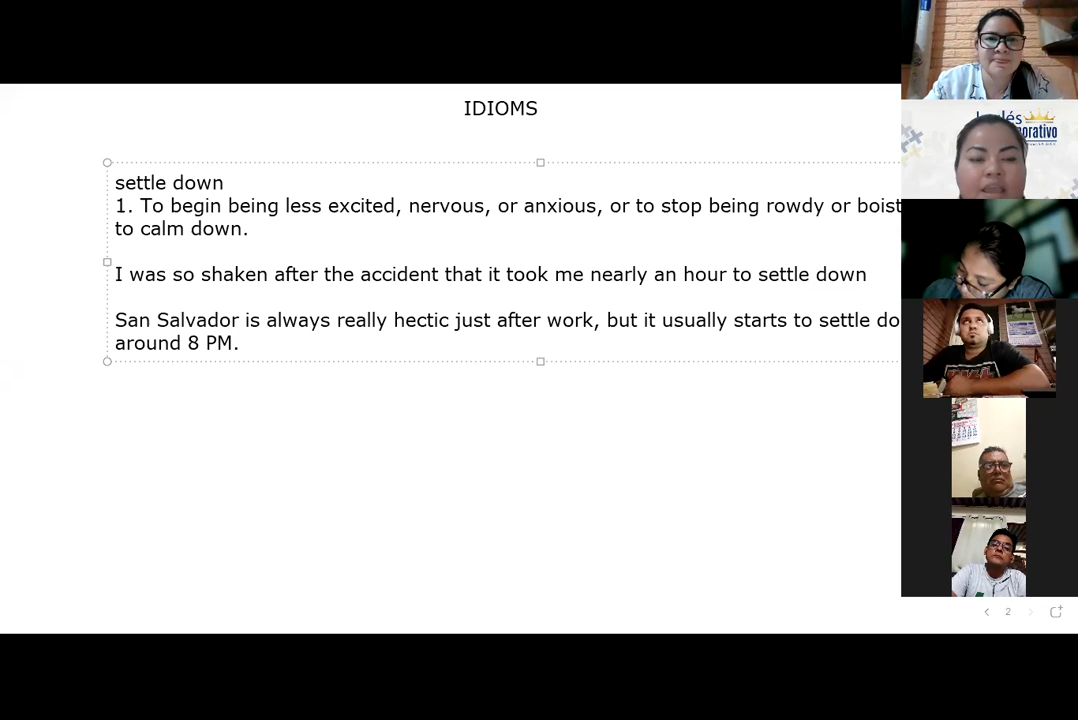 IDIOMS
settle down
1. To begin being less excited, nervous, or anxious, or to stop being rowdy or boist
to calm down.
I was so shaken after the accident that it took me nearly an hour to settle down
San Salvador is always really hectic just after work, but it usually starts to settle do
around 8 PM.
2